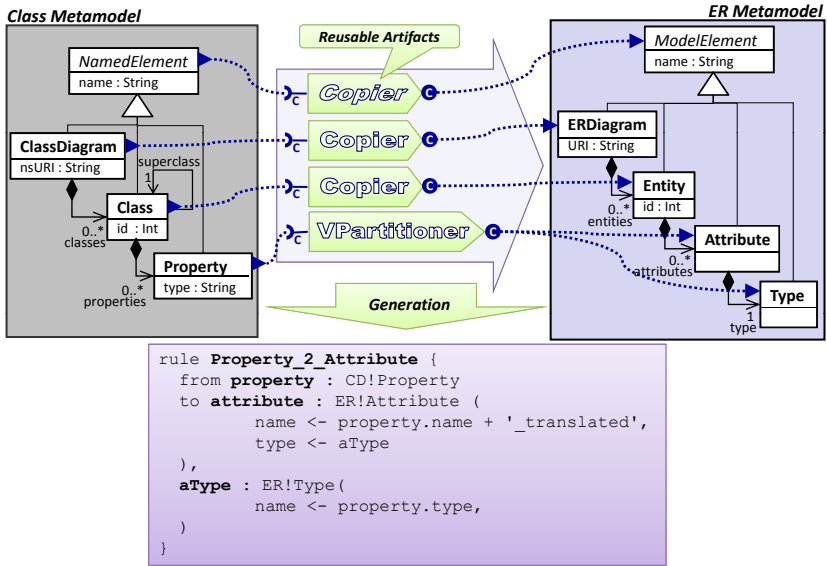 Class Metamodel
NamedElement
name : String
ClassDiagram
nsURI : String
superclass
1
Class
id : Int
0..*
classes
Property
type : String
0..*
properties
Reusable Artifacts
C
Copier
C
C
Copier
C
C
Copier
C
C
VPartitioner
C
Generation
ER Metamodel
ModelElement
name : String
ERDiagram
URI : String
Entity
id : Int
0..*
entities
Attribute
0..*
attributes
Type
1
type
rule Property_2_Attribute {
from property : CD!Property
to attribute : ER!Attribute (
name <- property.name + '_translated',
type <- aType
),
aType : ER!Type(
name <- property.type,
)
}